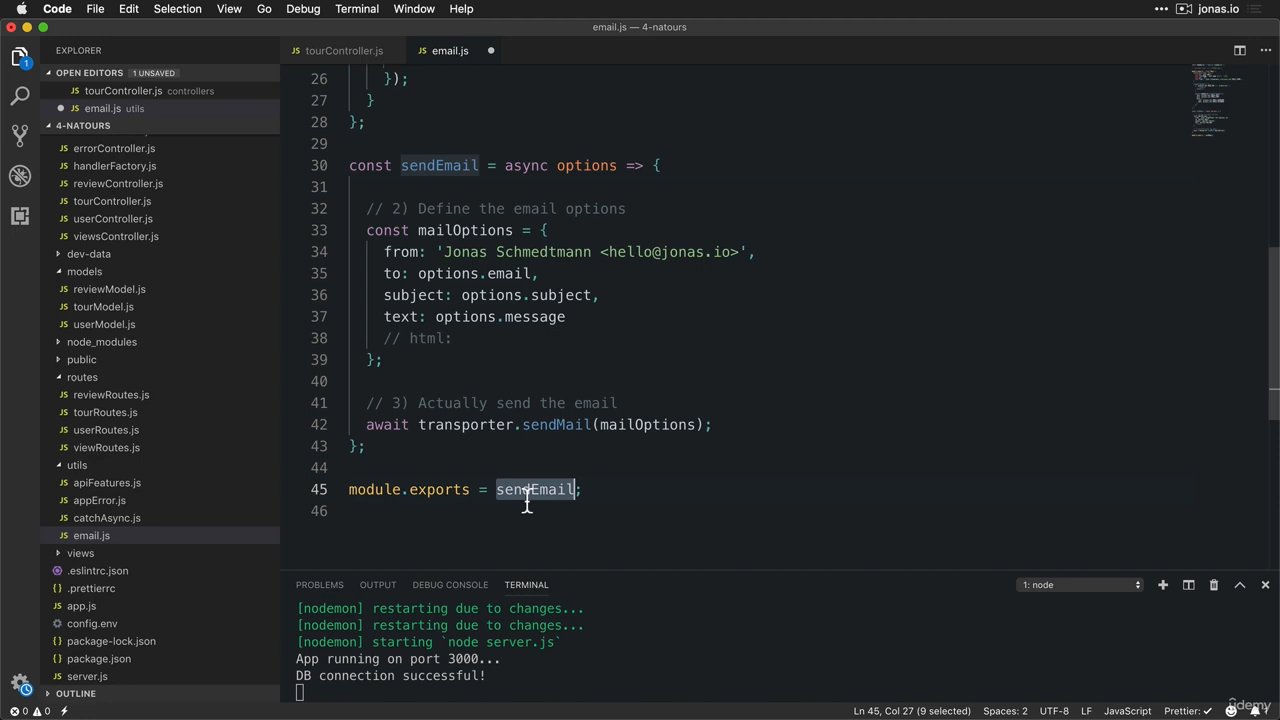 Code File Edit Selection View Go Debug Terminal Window Help ••• jonas.io
email.js — 4-natours
EXPLORER
OPEN EDITORS 1 UNSAVED
JS tourController.js controllers
JS email.js utils
4-NATOURS
JS errorController.js
JS handlerFactory.js
JS reviewController.js
JS tourController.js
JS userController.js
JS viewsController.js
dev-data
models
JS reviewModel.js
JS tourModel.js
JS userModel.js
node_modules
public
routes
JS reviewRoutes.js
JS tourRoutes.js
JS userRoutes.js
JS viewRoutes.js
utils
JS apiFeatures.js
JS appError.js
JS catchAsync.js
JS email.js
views
.eslintrc.json
{ } .prettierrc
JS app.js
config.env
{ } package-lock.json
{ } package.json
JS server.js
OUTLINE
JS tourController.js JS email.js
26 });
27 }
28 };
29
30 const sendEmail = async options => {
31
32 // 2) Define the email options
33 const mailOptions = {
34 from: 'Jonas Schmedtmann <hello@jonas.io>',
35 to: options.email,
36 subject: options.subject,
37 text: options.message
38 // html:
39 };
40
41 // 3) Actually send the email
42 await transporter.sendMail(mailOptions);
43 };
44
45 module.exports = sendEmail;
46
PROBLEMS OUTPUT DEBUG CONSOLE TERMINAL 1: node
[nodemon] restarting due to changes...
[nodemon] restarting due to changes...
[nodemon] starting `node server.js`
App running on port 3000...
DB connection successful!
0 0 Ln 45, Col 27 (9 selected) Spaces: 2 UTF-8 LF JavaScript Prettier: ✓ 1
1
ûdemy